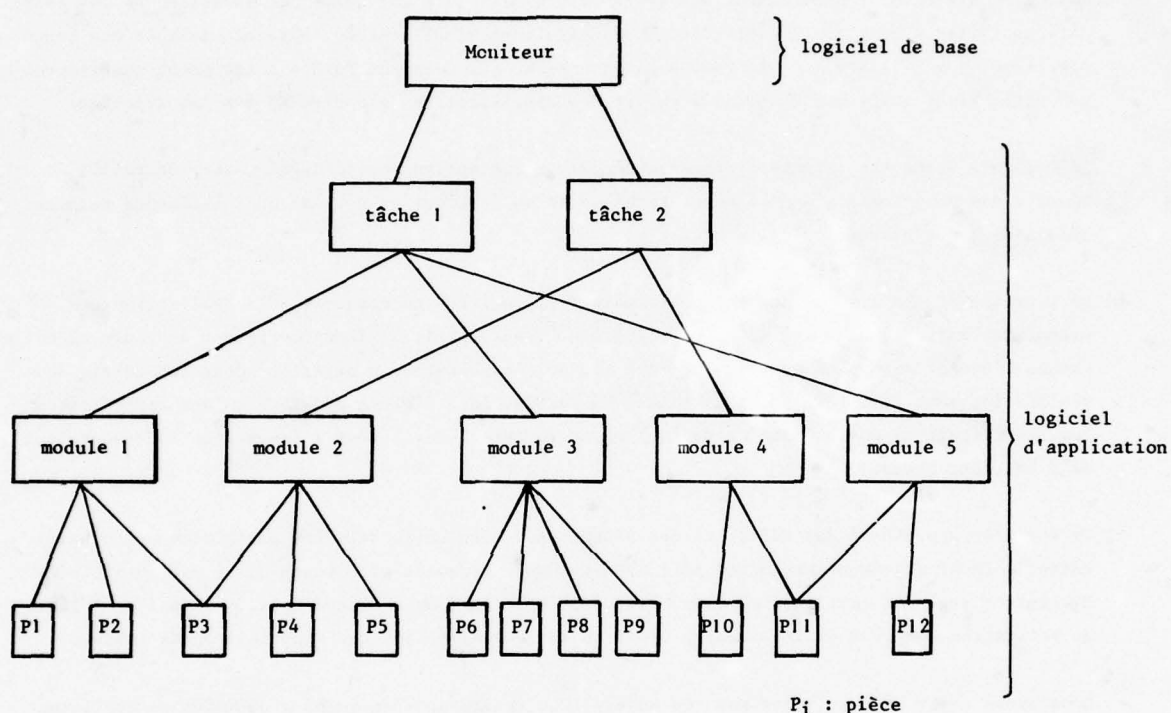 Moniteur
logiciel de base
tâche 1
tâche 2
module 1
module 2
module 3
module 4
module 5
logiciel
d'application
P1
P2
P3
P4
P5
P6
P7
P8
P9
P10
P11
P12
Pi : pièce